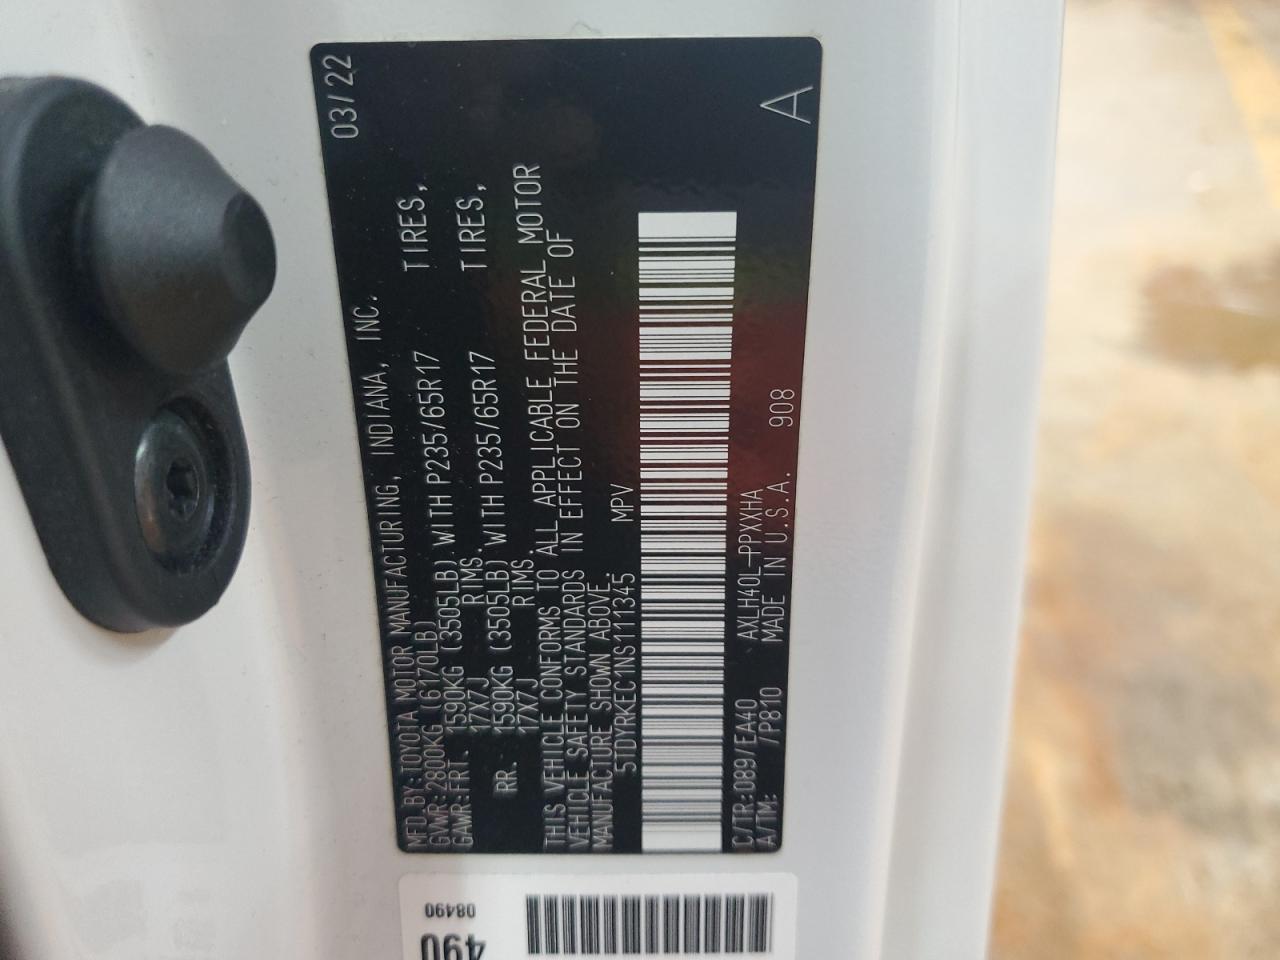 MFD.BY:TOYOTA MOTOR MANUFACTURING, INDIANA, INC. 03/22
GVWR:2800KG (6170LB)
GAWR:FRT. 1590KG (3505LB) WITH P235/65R17 TIRES,
17X7J RIMS.
RR. 1590KG (3505LB) WITH P235/65R17 TIRES,
17X7J RIMS.
THIS VEHICLE CONFORMS TO ALL APPLICABLE FEDERAL MOTOR
VEHICLE SAFETY STANDARDS IN EFFECT ON THE DATE OF
MANUFACTURE SHOWN ABOVE.
5TDYRKEC1NS111345 MPV
C/TR:089/EA40 AXLH40L-PPXXHA
A/TM: /P810 MADE IN U.S.A. 908 A
08490
490